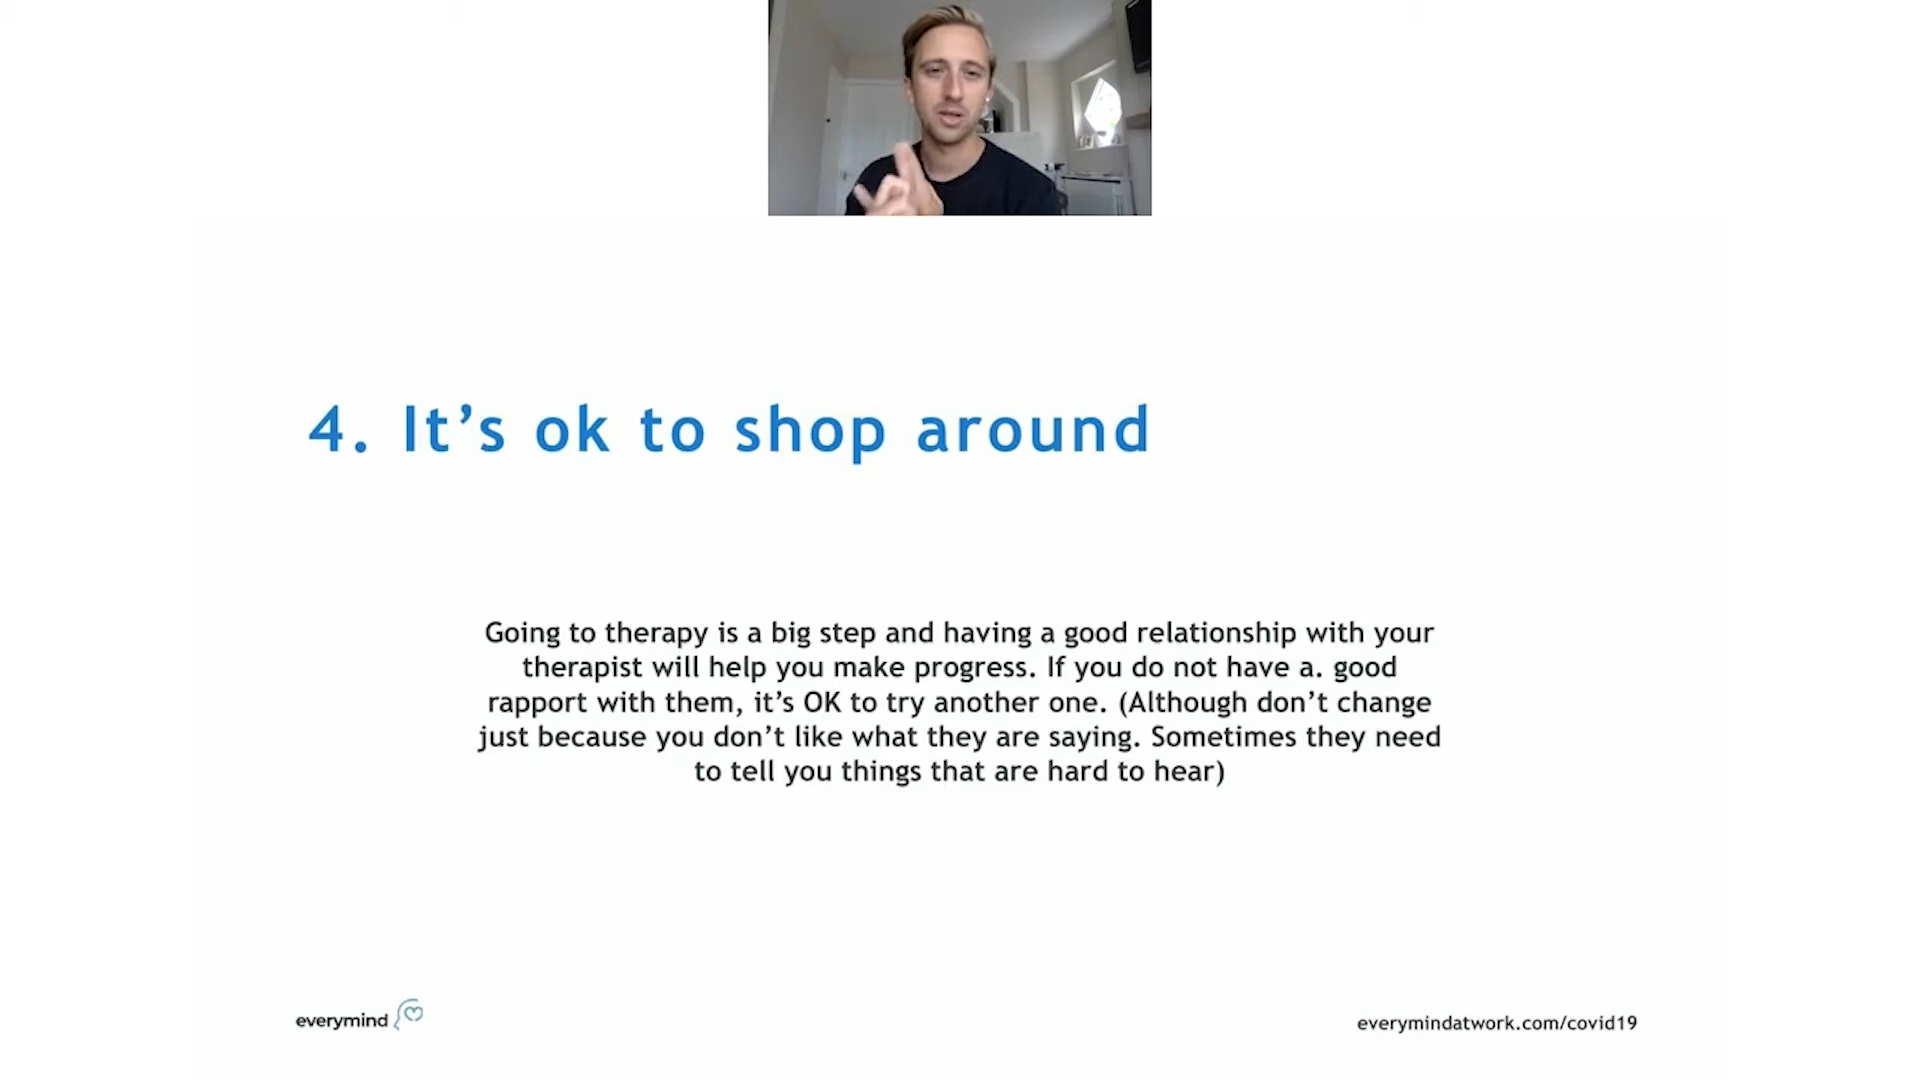 4. It’s ok to shop around
Going to therapy is a big step and having a good relationship with your
therapist will help you make progress. If you do not have a. good
rapport with them, it’s OK to try another one. (Although don’t change
just because you don’t like what they are saying. Sometimes they need
to tell you things that are hard to hear)
everymind
everymindatwork.com/covid19